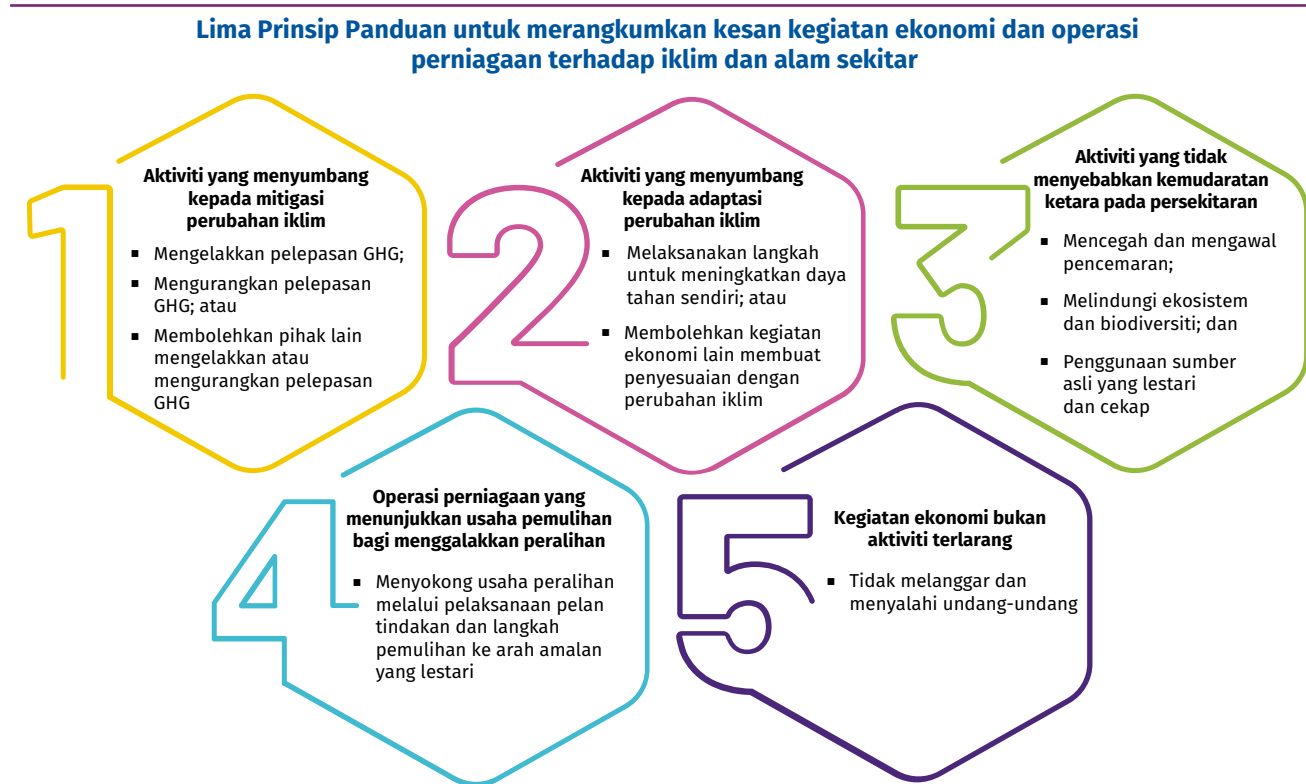 Lima Prinsip Panduan untuk merangkumkan kesan kegiatan ekonomi dan operasi
perniagaan terhadap iklim dan alam sekitar
1
Aktiviti yang menyumbang
kepada mitigasi
perubahan iklim
▪ Mengelakkan pelepasan GHG;
▪ Mengurangkan pelepasan
GHG; atau
▪ Membolehkan pihak lain
mengelakkan atau
mengurangkan pelepasan
GHG
2
Aktiviti yang menyumbang
kepada adaptasi
perubahan iklim
▪ Melaksanakan langkah
untuk meningkatkan daya
tahan sendiri; atau
▪ Membolehkan kegiatan
ekonomi lain membuat
penyesuaian dengan
perubahan iklim
3
Aktiviti yang tidak
menyebabkan kemudaratan
ketara pada persekitaran
▪ Mencegah dan mengawal
pencemaran;
▪ Melindungi ekosistem
dan biodiversiti; dan
▪ Penggunaan sumber
asli yang lestari
dan cekap
4
Operasi perniagaan yang
menunjukkan usaha pemulihan
bagi menggalakkan peralihan
▪ Menyokong usaha peralihan
melalui pelaksanaan pelan
tindakan dan langkah
pemulihan ke arah amalan
yang lestari
5
Kegiatan ekonomi bukan
aktiviti terlarang
▪ Tidak melanggar dan
menyalahi undang-undang